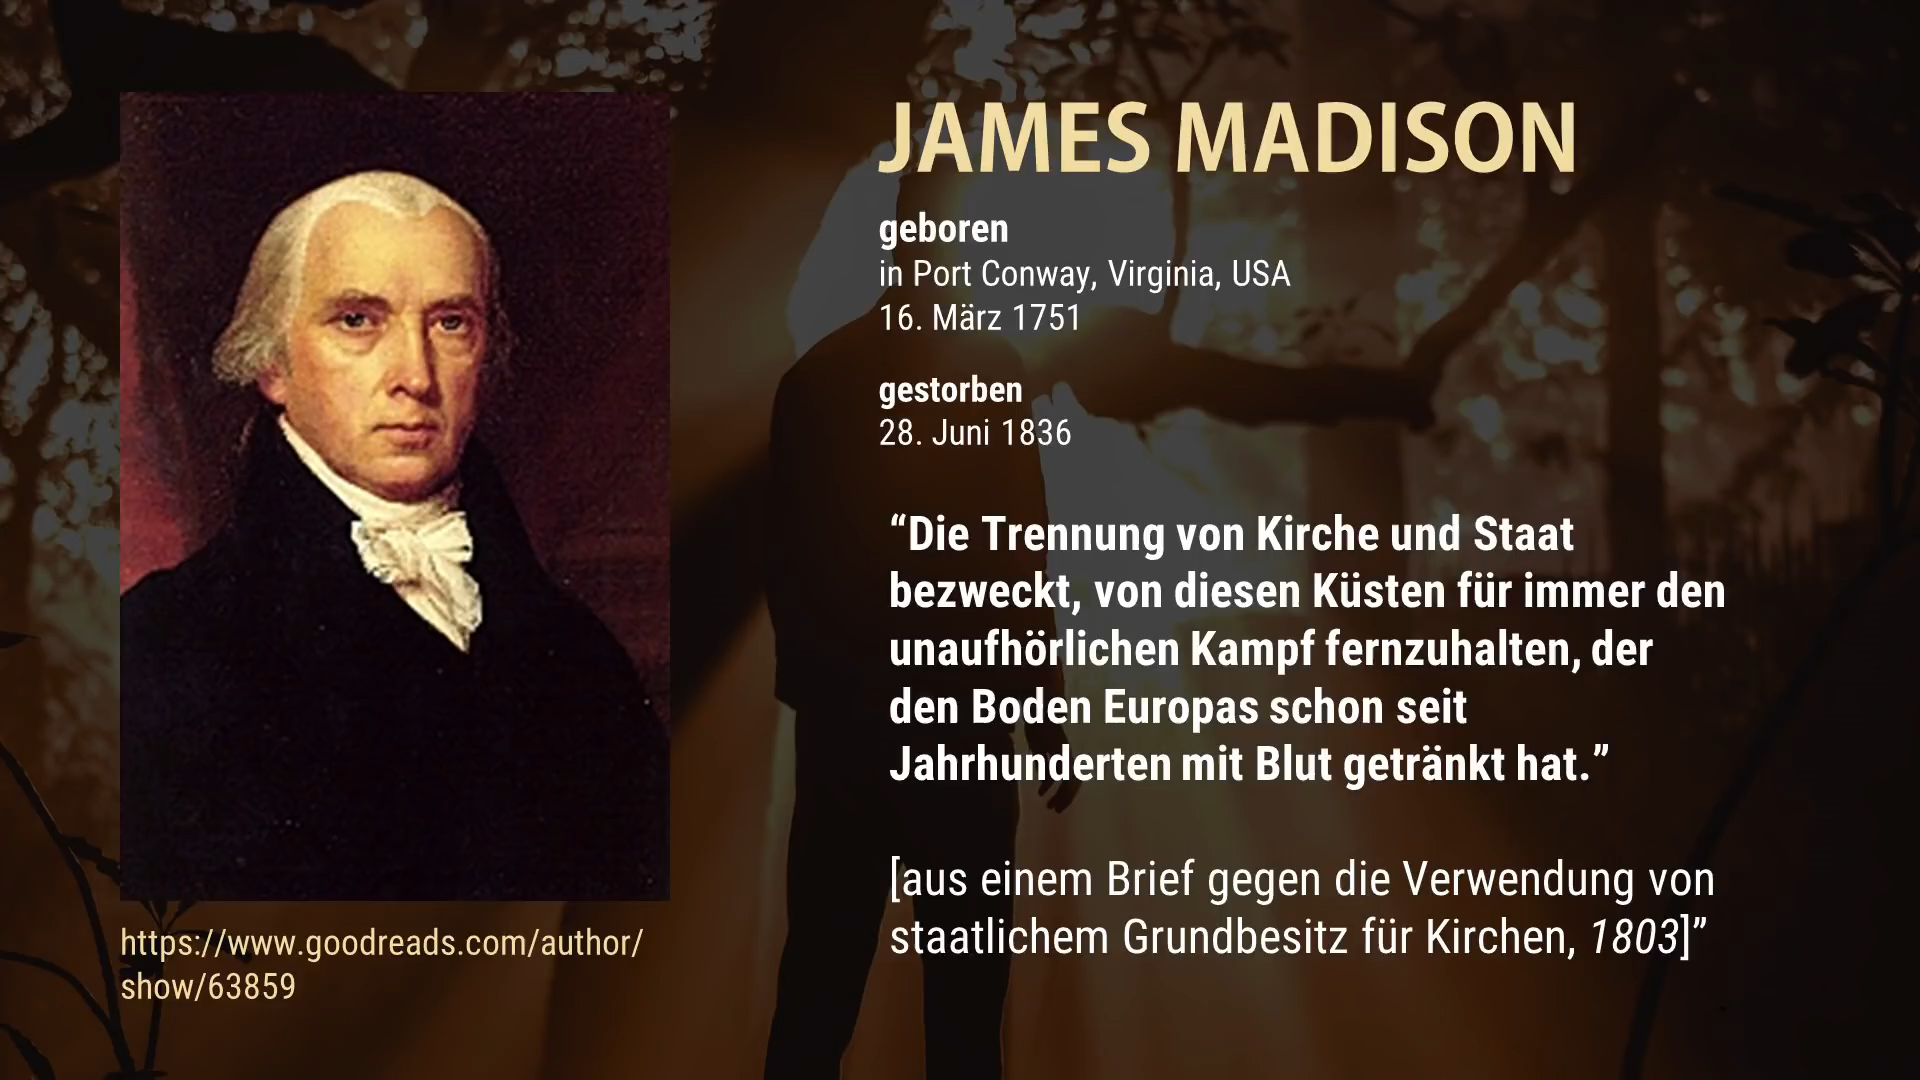 JAMES MADISON
geboren
in Port Conway, Virginia, USA
16. März 1751
gestorben
28. Juni 1836
“Die Trennung von Kirche und Staat
bezweckt, von diesen Küsten für immer den
unaufhörlichen Kampf fernzuhalten, der
den Boden Europas schon seit
Jahrhunderten mit Blut getränkt hat.”
[aus einem Brief gegen die Verwendung von
staatlichem Grundbesitz für Kirchen, 1803]”
https://www.goodreads.com/author/
show/63859